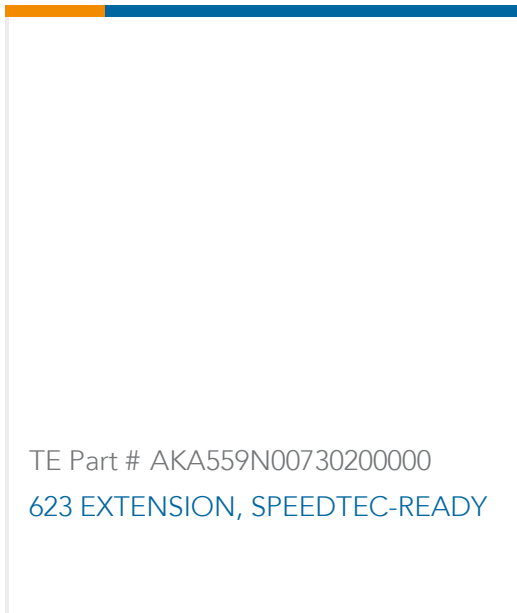 TE Part # AKA559N00730200000
623 EXTENSION, SPEEDTEC-READY